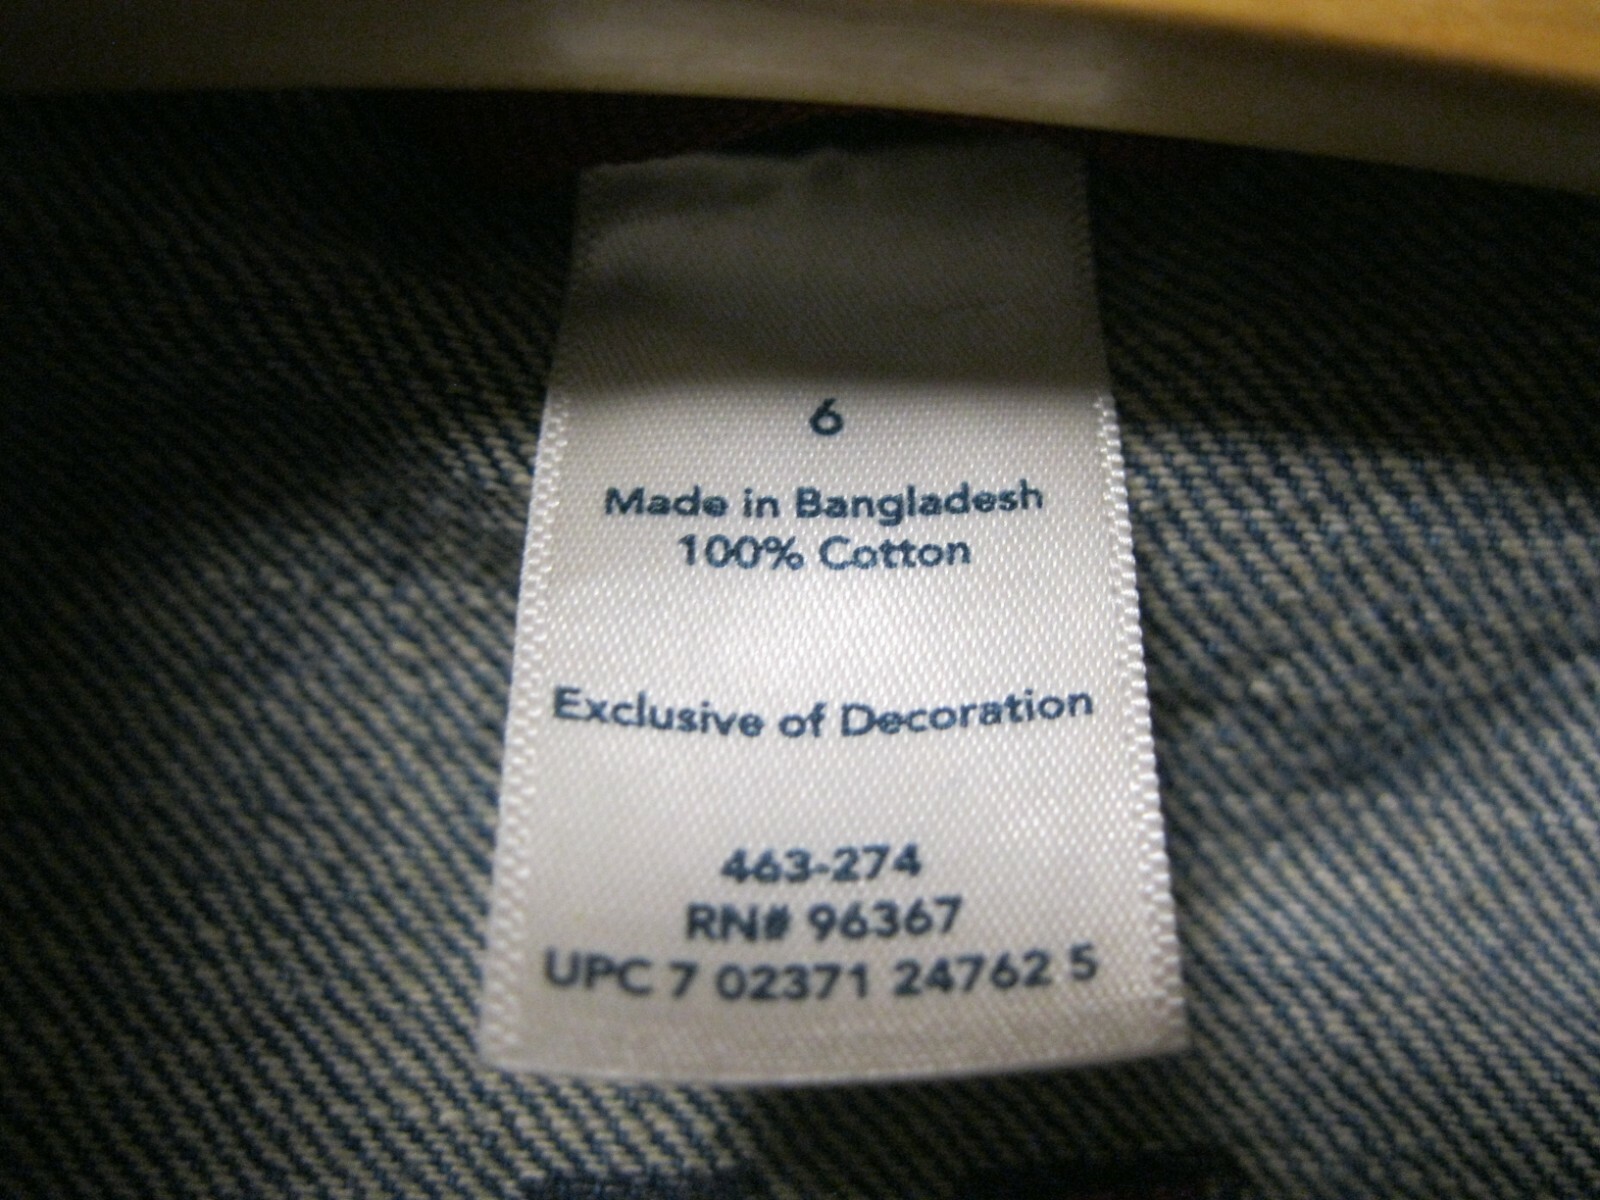 6
Made in Bangladesh
100% Cotton
Exclusive of Decoration
463-274
RN# 96367
UPC 7 02371 24762 5